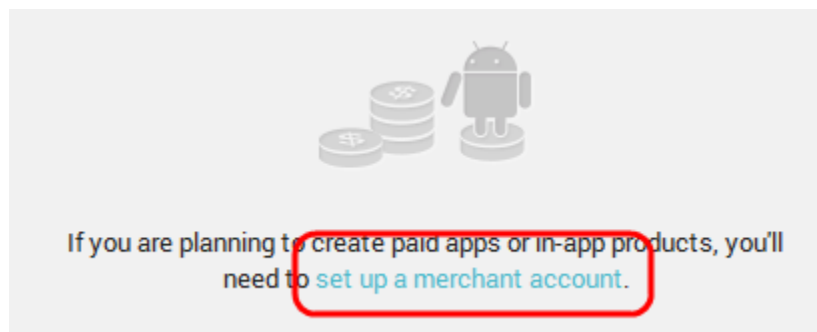 If you are planning to create paid apps or in-app products, you'll
need to set up a merchant account.